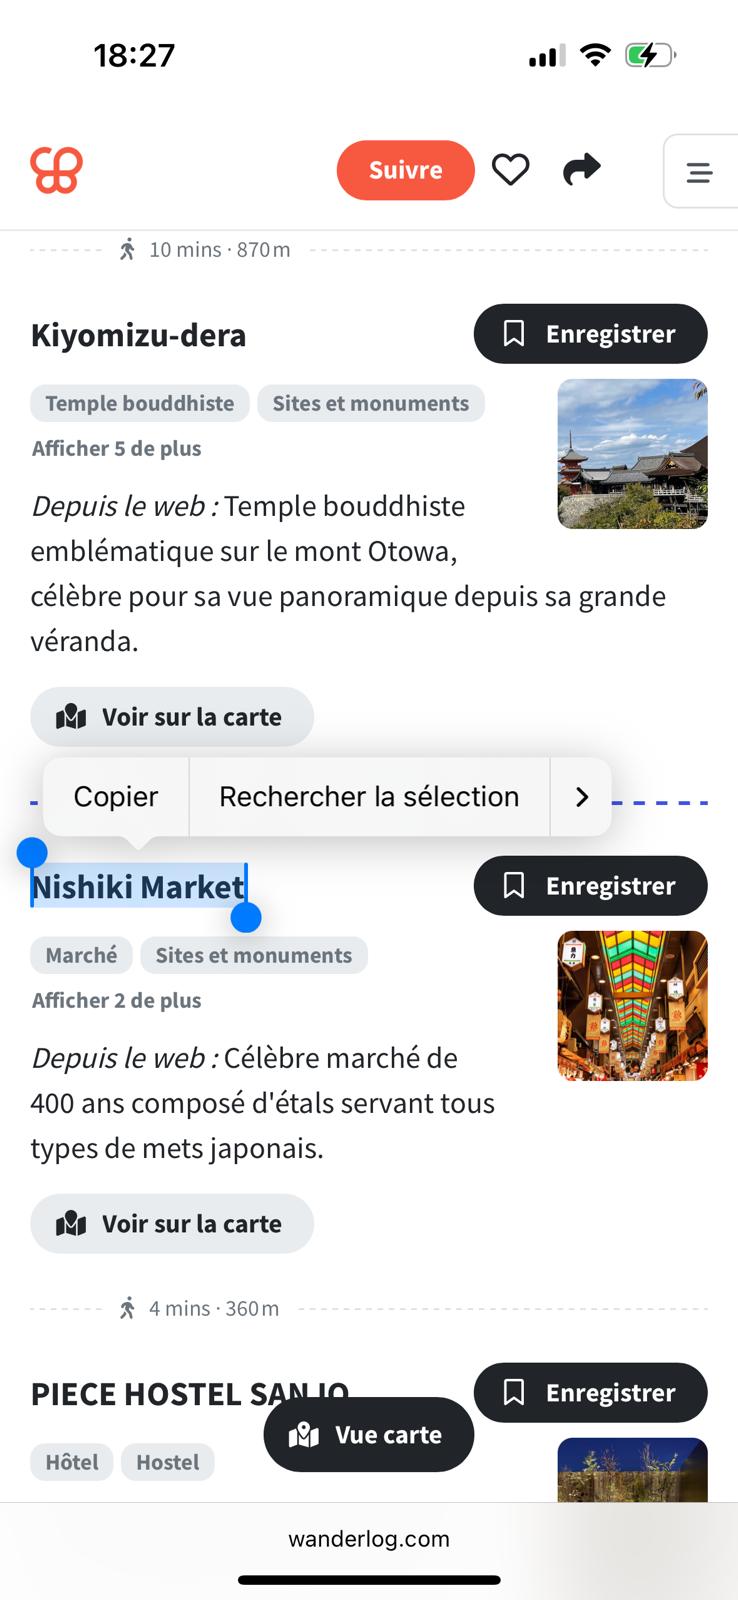 18:27
Suivre
10 mins · 870 m
Kiyomizu-dera
Enregistrer
Temple bouddhiste
Sites et monuments
Afficher 5 de plus
Depuis le web : Temple bouddhiste
emblématique sur le mont Otowa,
célèbre pour sa vue panoramique depuis sa grande
véranda.
Voir sur la carte
Copier
Rechercher la sélection
Nishiki Market
Enregistrer
Marché
Sites et monuments
Afficher 2 de plus
Depuis le web : Célèbre marché de
400 ans composé d'étals servant tous
types de mets japonais.
Voir sur la carte
4 mins · 360 m
PIECE HOSTEL SANJO
Enregistrer
Vue carte
Hôtel
Hostel
wanderlog.com